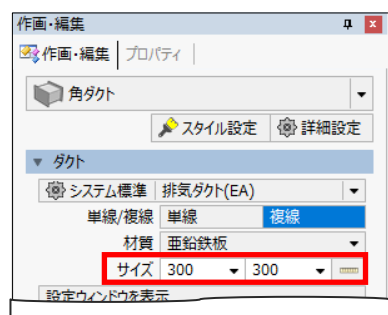 作画・編集
作画・編集 プロパティ
角ダクト
スタイル設定 詳細設定
ダクト
システム標準 排気ダクト(EA)
単線/複線 単線 複線
材質 亜鉛鉄板
サイズ 300 300
設定ウィンドウを表示